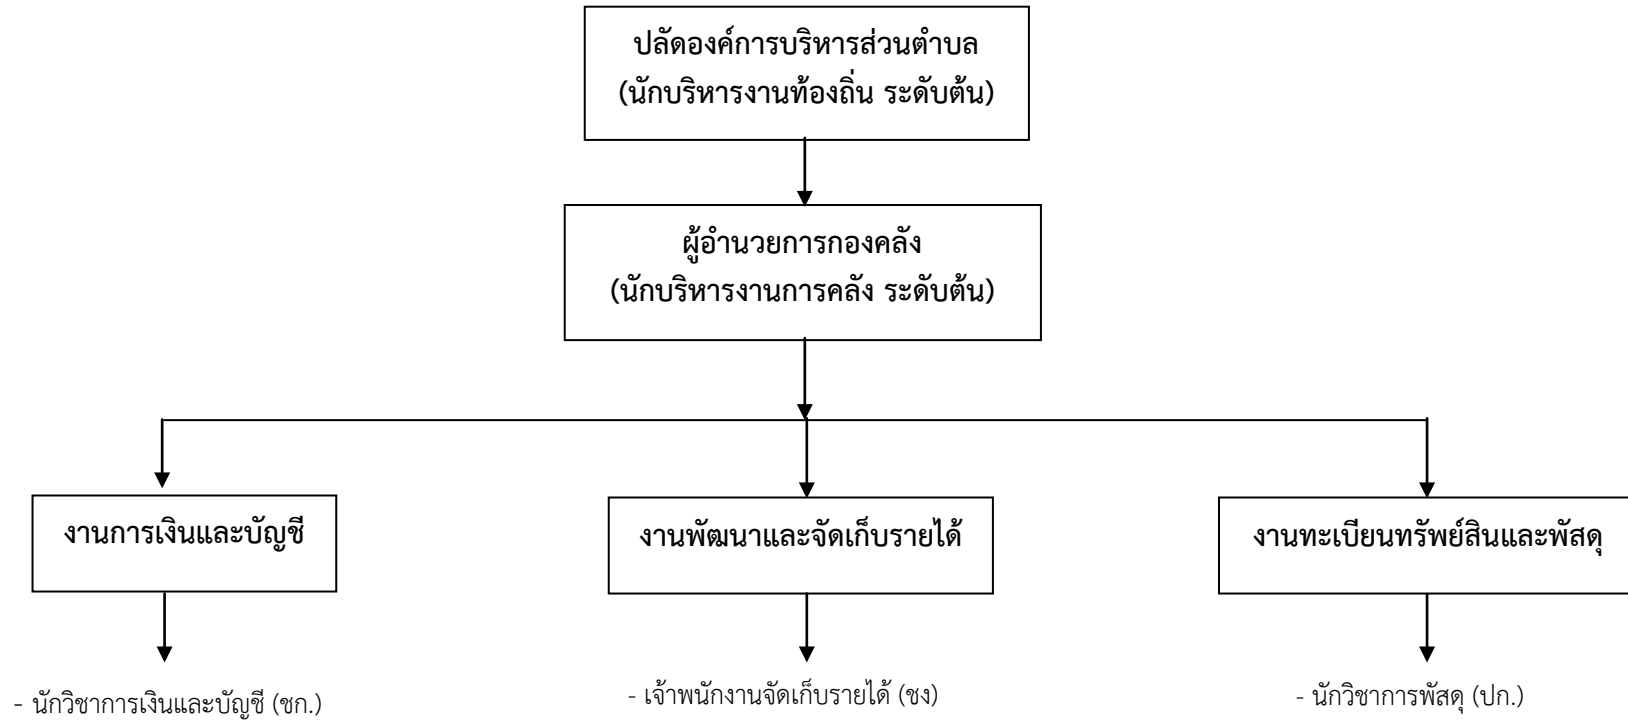 ปลัดองค์การบริหารส่วนตำบล
(นักบริหารงานท้องถิ่น ระดับต้น)
ผู้อำนวยการกองคลัง
(นักบริหารงานการคลัง ระดับต้น)
งานการเงินและบัญชี
งานพัฒนาและจัดเก็บรายได้
งานทะเบียนทรัพย์สินและพัสดุ
- นักวิชาการเงินและบัญชี (ชก.)
- เจ้าพนักงานจัดเก็บรายได้ (ชง)
- นักวิชาการพัสดุ (ปก.)